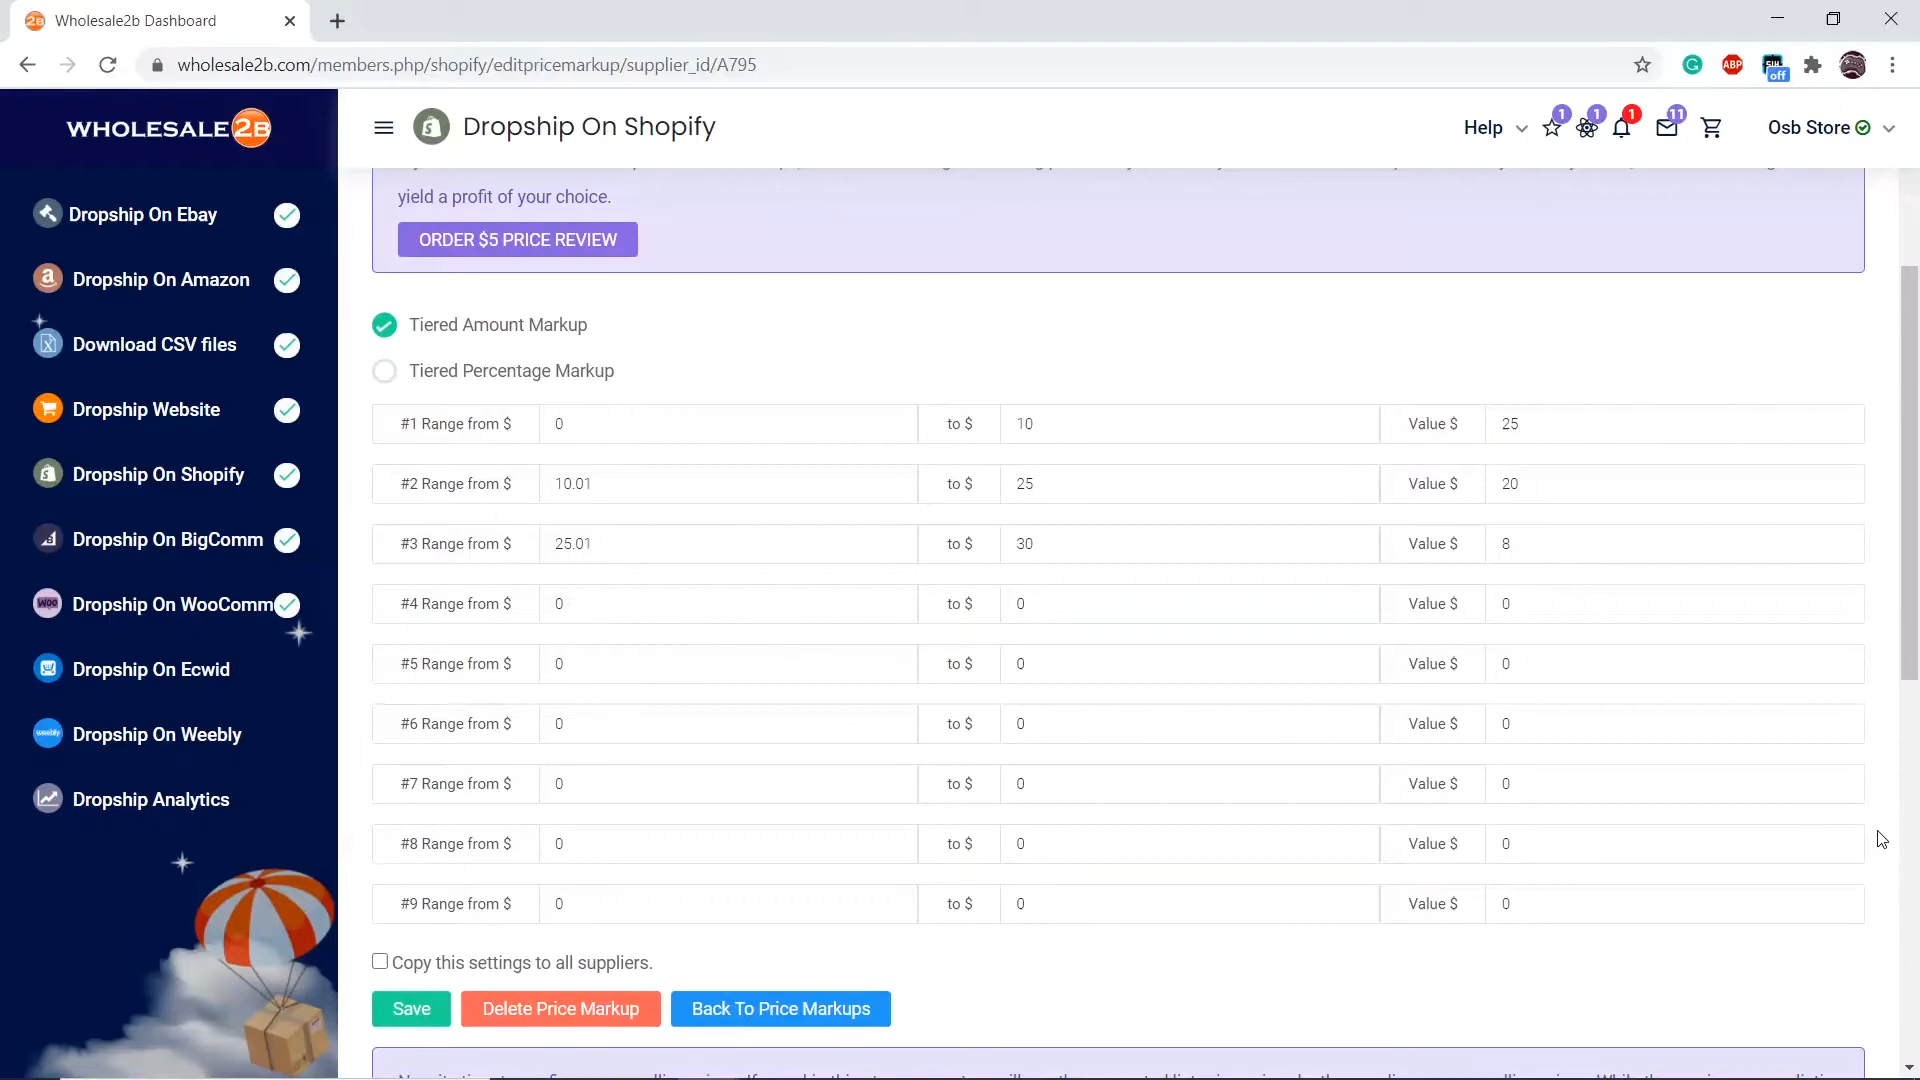 Wholesale2b Dashboard
wholesale2b.com/members.php/shopify/editpricemarkup/supplier_id/A795
ABP
off
WHOLESALE2B
Dropship On Shopify
Help
1
1
1
11
Osb Store
Dropship On Ebay
Dropship On Amazon
Download CSV files
Dropship Website
Dropship On Shopify
Dropship On BigComm
Dropship On WooComm
Dropship On Ecwid
Dropship On Weebly
Dropship Analytics
yield a profit of your choice.
ORDER $5 PRICE REVIEW
Tiered Amount Markup
Tiered Percentage Markup
#1 Range from $ 0 to $ 10 Value $ 25
#2 Range from $ 10.01 to $ 25 Value $ 20
#3 Range from $ 25.01 to $ 30 Value $ 8
#4 Range from $ 0 to $ 0 Value $ 0
#5 Range from $ 0 to $ 0 Value $ 0
#6 Range from $ 0 to $ 0 Value $ 0
#7 Range from $ 0 to $ 0 Value $ 0
#8 Range from $ 0 to $ 0 Value $ 0
#9 Range from $ 0 to $ 0 Value $ 0
Copy this settings to all suppliers.
Save
Delete Price Markup
Back To Price Markups